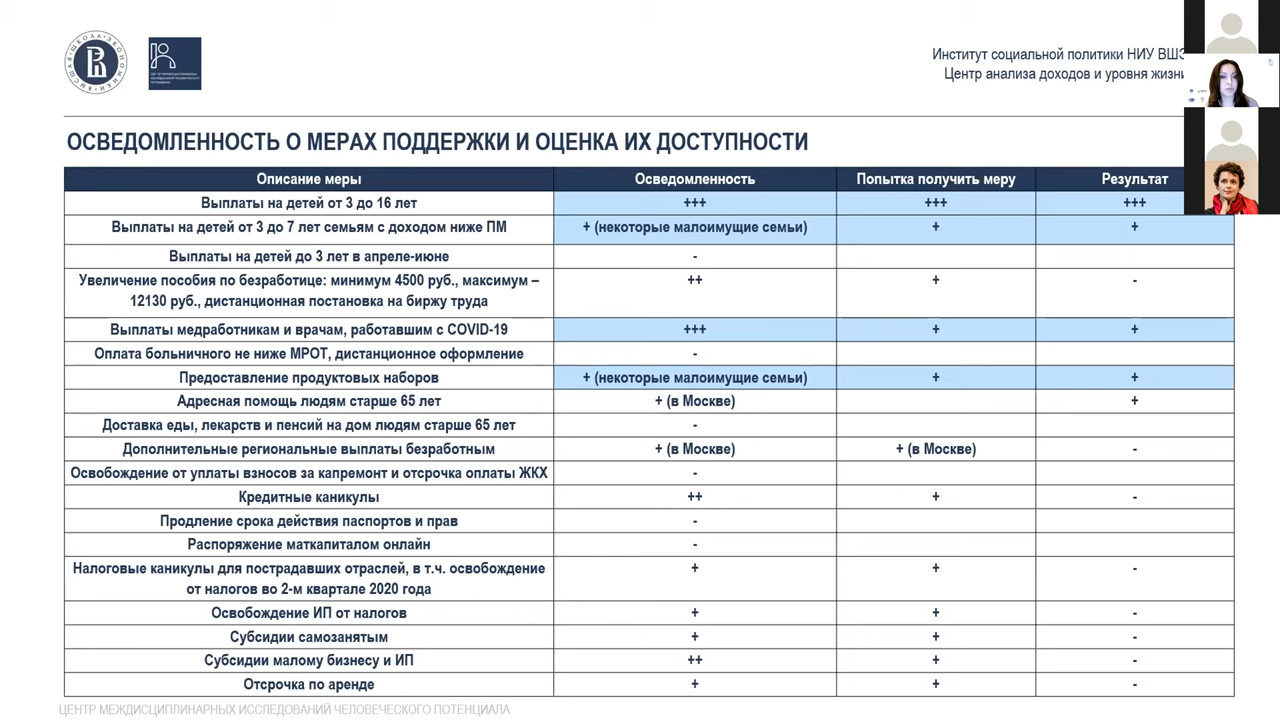 Институт социальной политики НИУ ВШЭ
Центр анализа доходов и уровня жизни
ОСВЕДОМЛЕННОСТЬ О МЕРАХ ПОДДЕРЖКИ И ОЦЕНКА ИХ ДОСТУПНОСТИ
Описание меры Осведомленность Попытка получить меру Результат
Выплаты на детей от 3 до 16 лет +++ +++ +++
Выплаты на детей от 3 до 7 лет семьям с доходом ниже ПМ + (некоторые малоимущие семьи) + +
Выплаты на детей до 3 лет в апреле-июне -
Увеличение пособия по безработице: минимум 4500 руб., максимум – ++ + -
12130 руб., дистанционная постановка на биржу труда
Выплаты медработникам и врачам, работавшим с COVID-19 +++ + +
Оплата больничного не ниже МРОТ, дистанционное оформление -
Предоставление продуктовых наборов + (некоторые малоимущие семьи) + +
Адресная помощь людям старше 65 лет + (в Москве) +
Доставка еды, лекарств и пенсий на дом людям старше 65 лет -
Дополнительные региональные выплаты безработным + (в Москве) + (в Москве) -
Освобождение от уплаты взносов за капремонт и отсрочка оплаты ЖКХ -
Кредитные каникулы ++ + -
Продление срока действия паспортов и прав -
Распоряжение маткапиталом онлайн -
Налоговые каникулы для пострадавших отраслей, в т.ч. освобождение + + -
от налогов во 2-м квартале 2020 года
Освобождение ИП от налогов + + -
Субсидии самозанятым + + -
Субсидии малому бизнесу и ИП ++ + -
Отсрочка по аренде + + -
ЦЕНТР МЕЖДИСЦИПЛИНАРНЫХ ИССЛЕДОВАНИЙ ЧЕЛОВЕЧЕСКОГО ПОТЕНЦИАЛА